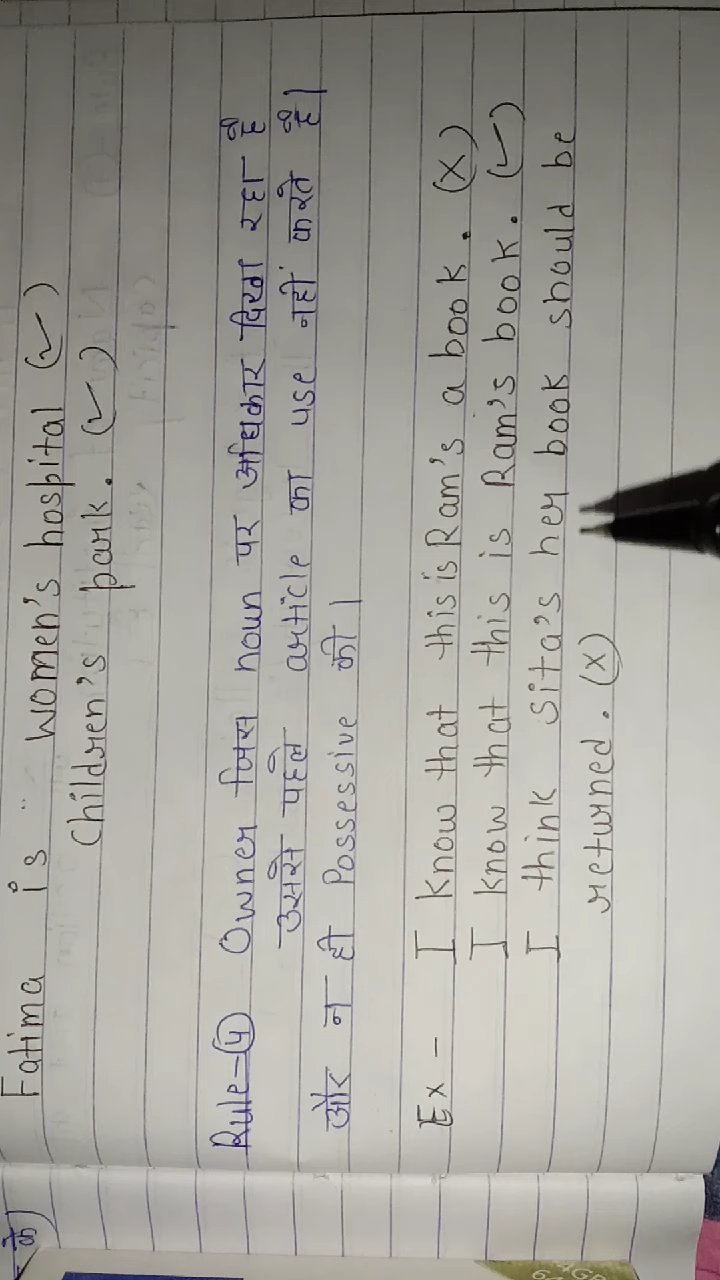 के)
Fatima is women's hospital (✓)
children's park. (✓)
Rule-④ Owner जिस noun पर अधिकार दिखा रहा है
उससे पहले article का use नहीं करते है।
और न ही Possessive की।
Ex - I know that this is Ram's a book. (×)
I know that this is Ram's book. (✓)
I think sita's her book should be
returned. (×)